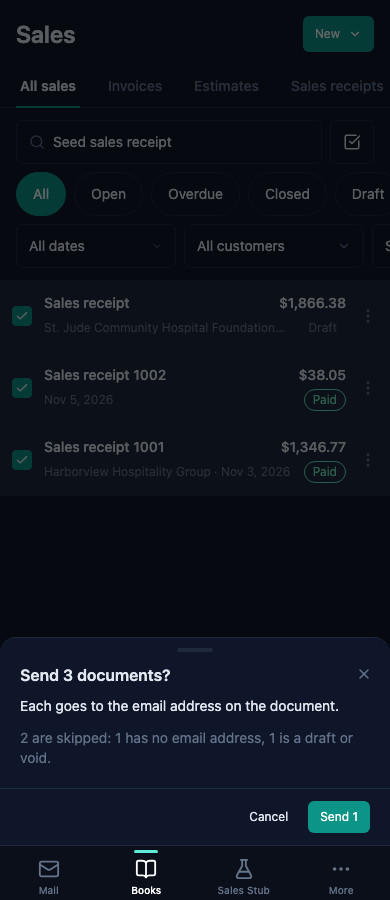 Sales
New
All sales Invoices Estimates Sales receipts
Seed sales receipt
All Open Overdue Closed Draft
All dates All customers S
Sales receipt $1,866.38
St. Jude Community Hospital Foundation... Draft
Sales receipt 1002 $38.05
Nov 5, 2026 Paid
Sales receipt 1001 $1,346.77
Harborview Hospitality Group · Nov 3, 2026 Paid
Send 3 documents?
Each goes to the email address on the document.
2 are skipped: 1 has no email address, 1 is a draft or
void.
Cancel Send 1
Mail Books Sales Stub More